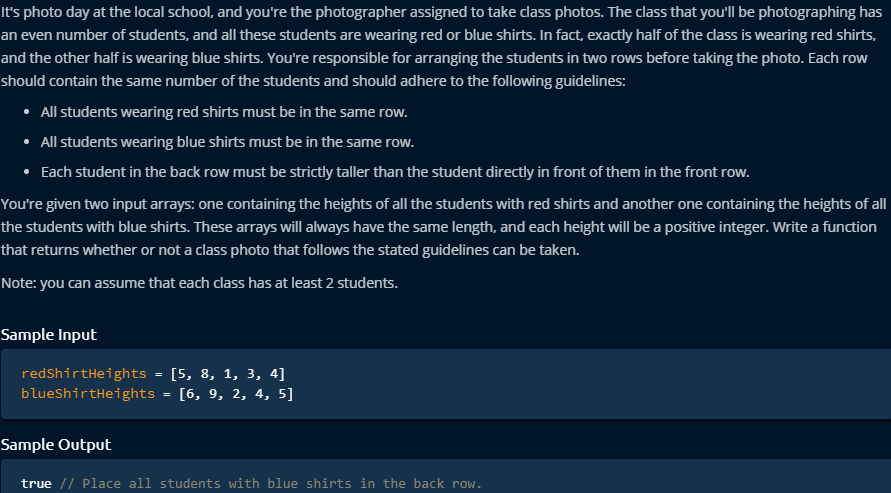 It's photo day at the local school, and you're the photographer assigned to take class photos. The class that you'll be photographing has
an even number of students, and all these students are wearing red or blue shirts. In fact, exactly half of the class is wearing red shirts,
and the other half is wearing blue shirts. You're responsible for arranging the students in two rows before taking the photo. Each row
should contain the same number of the students and should adhere to the following guidelines:
• All students wearing red shirts must be in the same row.
• All students wearing blue shirts must be in the same row.
• Each student in the back row must be strictly taller than the student directly in front of them in the front row.
You're given two input arrays: one containing the heights of all the students with red shirts and another one containing the heights of all
the students with blue shirts. These arrays will always have the same length, and each height will be a positive integer. Write a function
that returns whether or not a class photo that follows the stated guidelines can be taken.
Note: you can assume that each class has at least 2 students.
Sample Input
redShirtHeights = [5, 8, 1, 3, 4]
blueShirtHeights = [6, 9, 2, 4, 5]
Sample Output
true // Place all students with blue shirts in the back row.